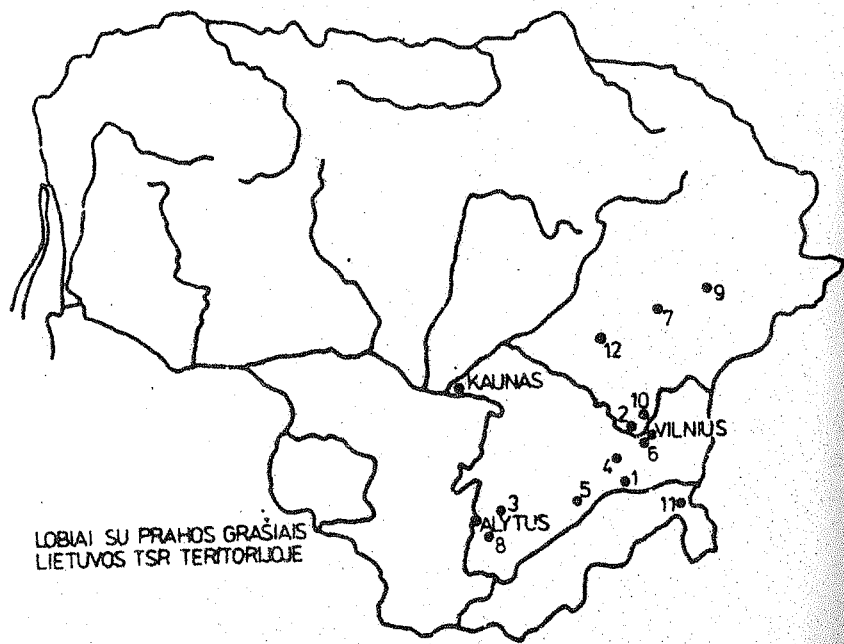 9
7
12
KAUNAS
10
2
VILNIUS
6
4
1
5
11
3
ALYTUS
8
LOBIAI SU PRAHOS GRAŠIAIS
LIETUVOS TSR TERITORIJOJE